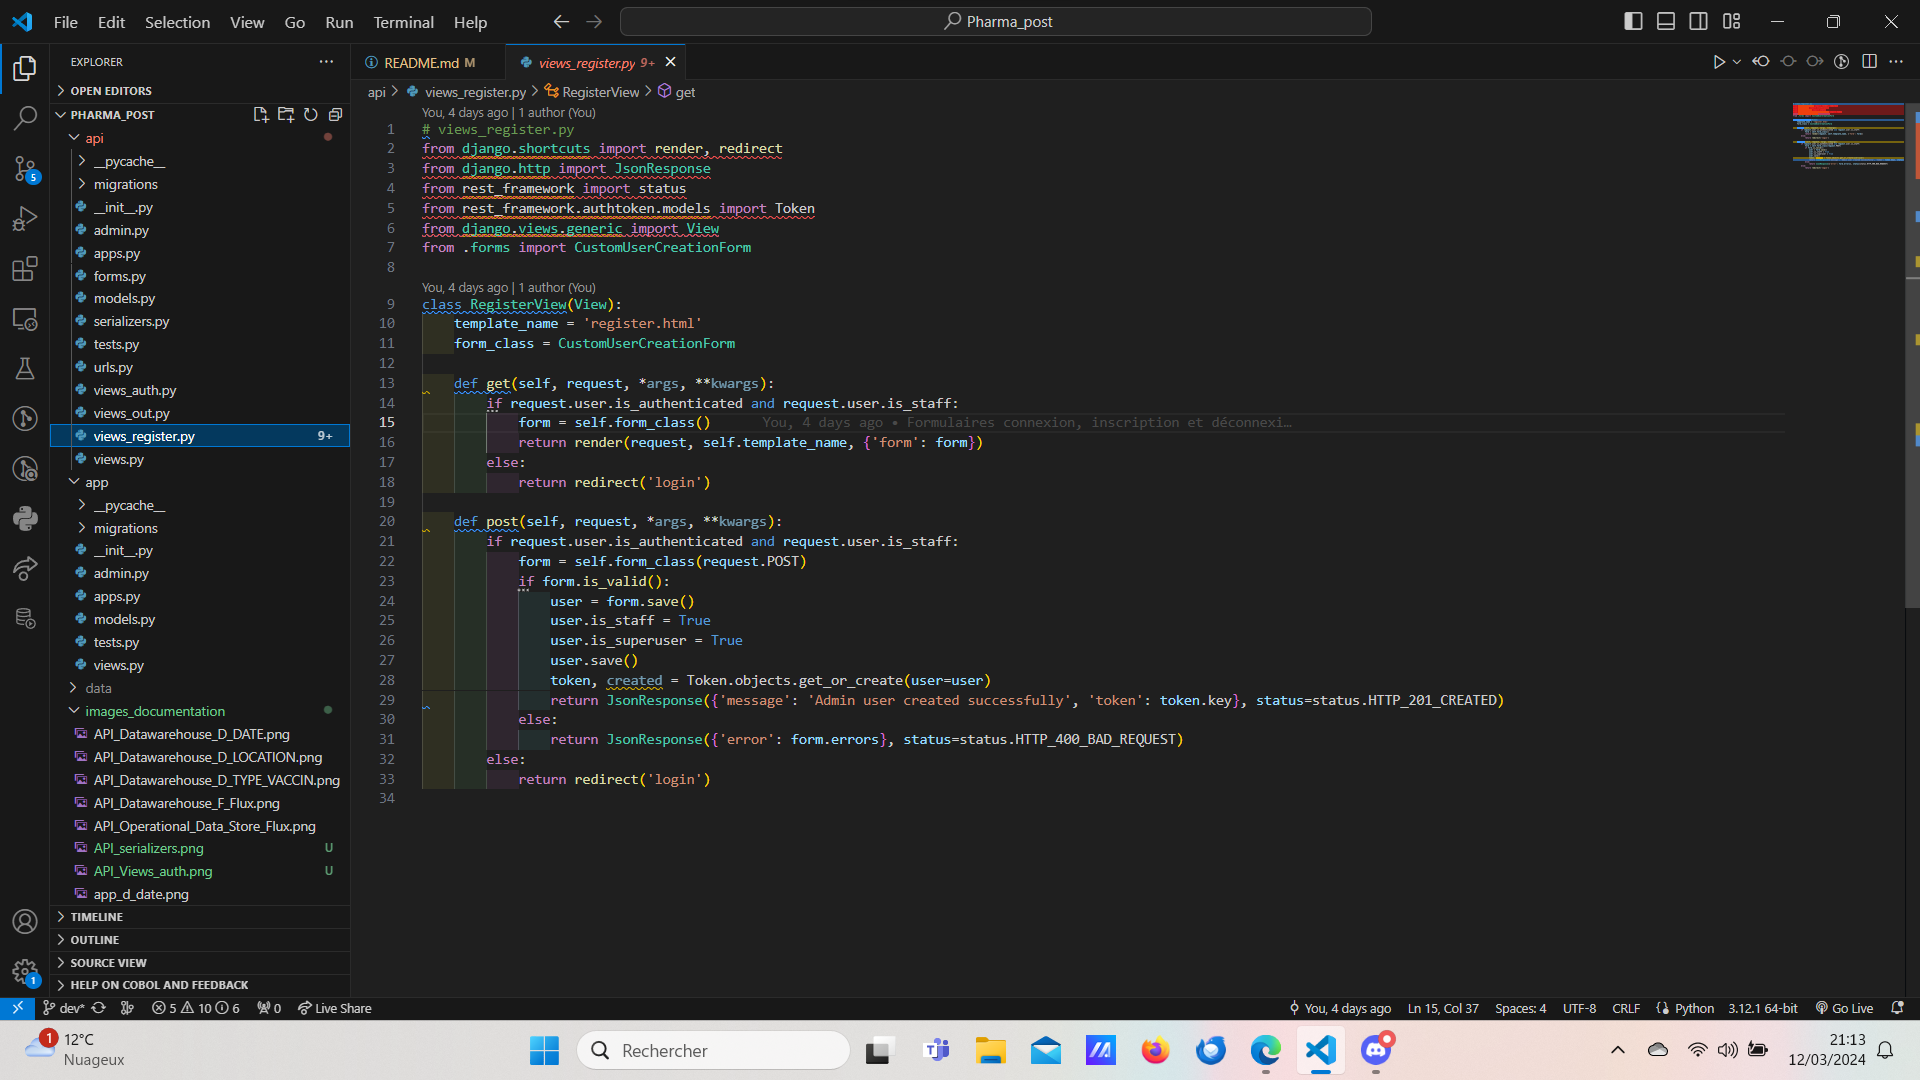 File Edit Selection View Go Run Terminal Help
Pharma_post
EXPLORER
OPEN EDITORS
PHARMA_POST
api
__pycache__
migrations
__init__.py
admin.py
apps.py
forms.py
models.py
serializers.py
tests.py
urls.py
views_auth.py
views_out.py
views_register.py 9+
views.py
app
__pycache__
migrations
__init__.py
admin.py
apps.py
models.py
tests.py
views.py
data
images_documentation
API_Datawarehouse_D_DATE.png
API_Datawarehouse_D_LOCATION.png
API_Datawarehouse_D_TYPE_VACCIN.png
API_Datawarehouse_F_Flux.png
API_Operational_Data_Store_Flux.png
API_serializers.png U
API_Views_auth.png U
app_d_date.png
TIMELINE
OUTLINE
SOURCE VIEW
HELP ON COBOL AND FEEDBACK
5
1
README.md M
views_register.py 9+
api > views_register.py > RegisterView > get
You, 4 days ago | 1 author (You)
1 # views_register.py
2 from django.shortcuts import render, redirect
3 from django.http import JsonResponse
4 from rest_framework import status
5 from rest_framework.authtoken.models import Token
6 from django.views.generic import View
7 from .forms import CustomUserCreationForm
8
You, 4 days ago | 1 author (You)
9 class RegisterView(View):
10 template_name = 'register.html'
11 form_class = CustomUserCreationForm
12
13 def get(self, request, *args, **kwargs):
14 if request.user.is_authenticated and request.user.is_staff:
15 form = self.form_class() You, 4 days ago • Formulaires connexion, inscription et déconnexi…
16 return render(request, self.template_name, {'form': form})
17 else:
18 return redirect('login')
19
20 def post(self, request, *args, **kwargs):
21 if request.user.is_authenticated and request.user.is_staff:
22 form = self.form_class(request.POST)
23 if form.is_valid():
24 user = form.save()
25 user.is_staff = True
26 user.is_superuser = True
27 user.save()
28 token, created = Token.objects.get_or_create(user=user)
29 return JsonResponse({'message': 'Admin user created successfully', 'token': token.key}, status=status.HTTP_201_CREATED)
30 else:
31 return JsonResponse({'error': form.errors}, status=status.HTTP_400_BAD_REQUEST)
32 else:
33 return redirect('login')
34
dev* 5 10 6 0 Live Share
You, 4 days ago Ln 15, Col 37 Spaces: 4 UTF-8 CRLF Python 3.12.1 64-bit Go Live
1
12°C
Nuageux
Rechercher
21:13
12/03/2024